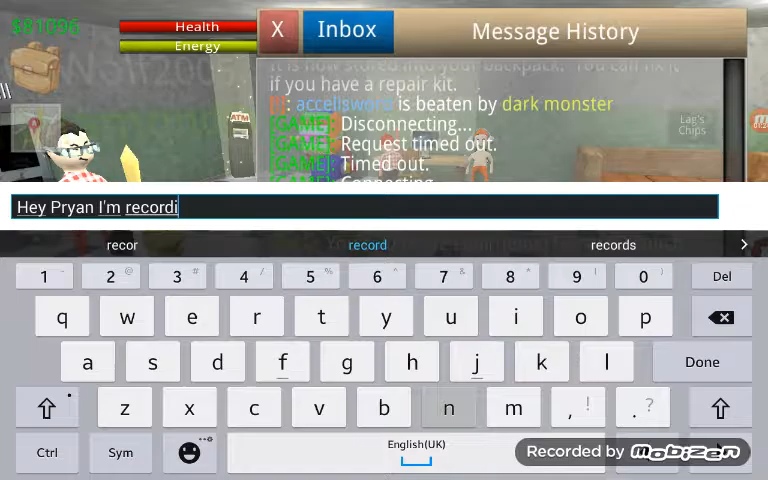 $81096
Health
Energy
X
Inbox
Message History
It is now stored into your backpack. You can fix it
if you have a repair kit.
[!]: accellsword is beaten by dark monster
[GAME]: Disconnecting...
[GAME]: Request timed out.
[GAME]: Timed out.
[GAME]: Connecting
ATM
Lag's
Chips
Hey Pryan I'm recordi
recor record records
1 - 2 @ 3 # 4 / 5 % 6 ^ 7 & 8 * 9 ( 0 ) Del
q w e r t y u i o p
a s d f g h j k l Done
z x c v b n m , ! . ?
Ctrl Sym English(UK)
Recorded by Mobizen